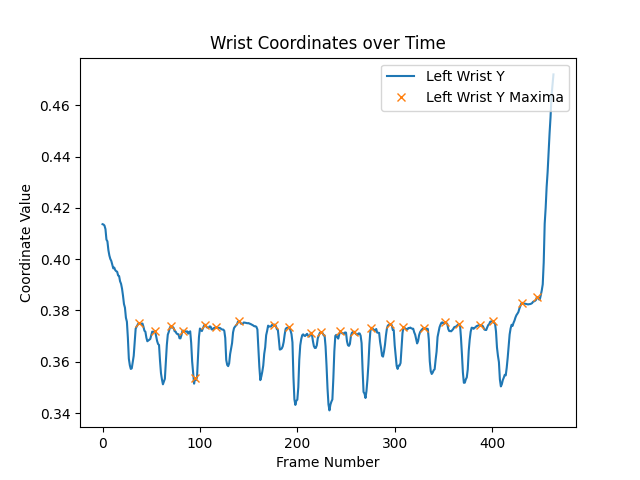 Wrist Coordinates over Time
Left Wrist Y
Left Wrist Y Maxima
Coordinate Value
0.46
0.44
0.42
0.40
0.38
0.36
0.34
0
100
200
300
400
Frame Number